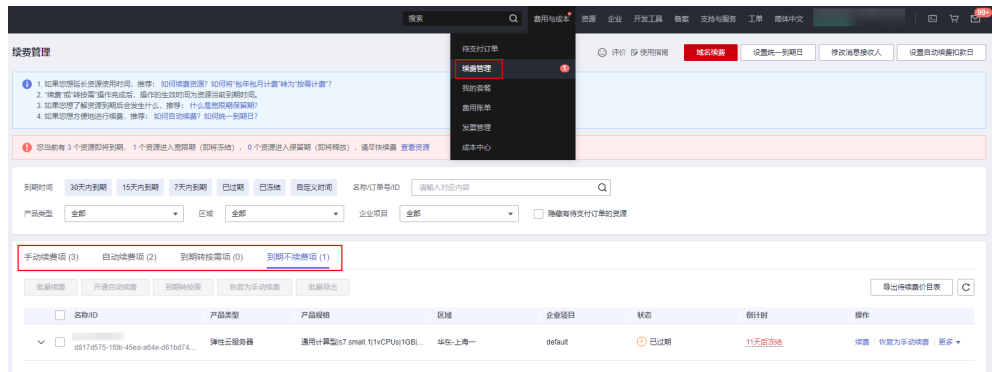 搜索 费用与成本 资源 企业 开发工具 备案 支持与服务 工单 简体中文 99+
续费管理
待支付订单
续费管理 1
我的套餐
费用账单
发票管理
成本中心
评价 使用指南 域名续费 设置统一到期日 修改消息接收人 设置自动续费扣款日
1. 如果您想延长资源使用时间，推荐： 如何续费资源? 如何将"包年包月计费"转为"按需计费"?
2. "续费"或"转按需"操作完成后，操作的生效时间为资源当前到期时间。
3. 如果您想了解资源到期后会发生什么，推荐： 什么是宽限期保留期?
4. 如果您想方便地进行续费，推荐： 如何自动续费? 如何统一到期日?
您当前有 3 个资源即将到期， 1 个资源进入宽限期（即将冻结）， 0 个资源进入保留期（即将释放），请尽快续费 查看资源
到期时间 30天内到期 15天内到期 7天内到期 已过期 已冻结 自定义时间 名称/订单号/ID 请输入对应内容
产品类型 全部 区域 全部 企业项目 全部 隐藏有待支付订单的资源
手动续费项 (3) 自动续费项 (2) 到期转按需项 (0) 到期不续费项 (1)
批量续费 开通自动续费 到期转按需 恢复为手动续费 批量导出 导出待续费价目表
名称/ID 产品类型 产品规格 区域 企业项目 状态 倒计时 操作
d817d575-1f0b-45ea-a64e-d61bd74... 弹性云服务器 通用计算型|s7.small.1|1vCPUs|1GB|... 华东-上海一 default 已过期 11天后冻结 续费 恢复为手动续费 更多